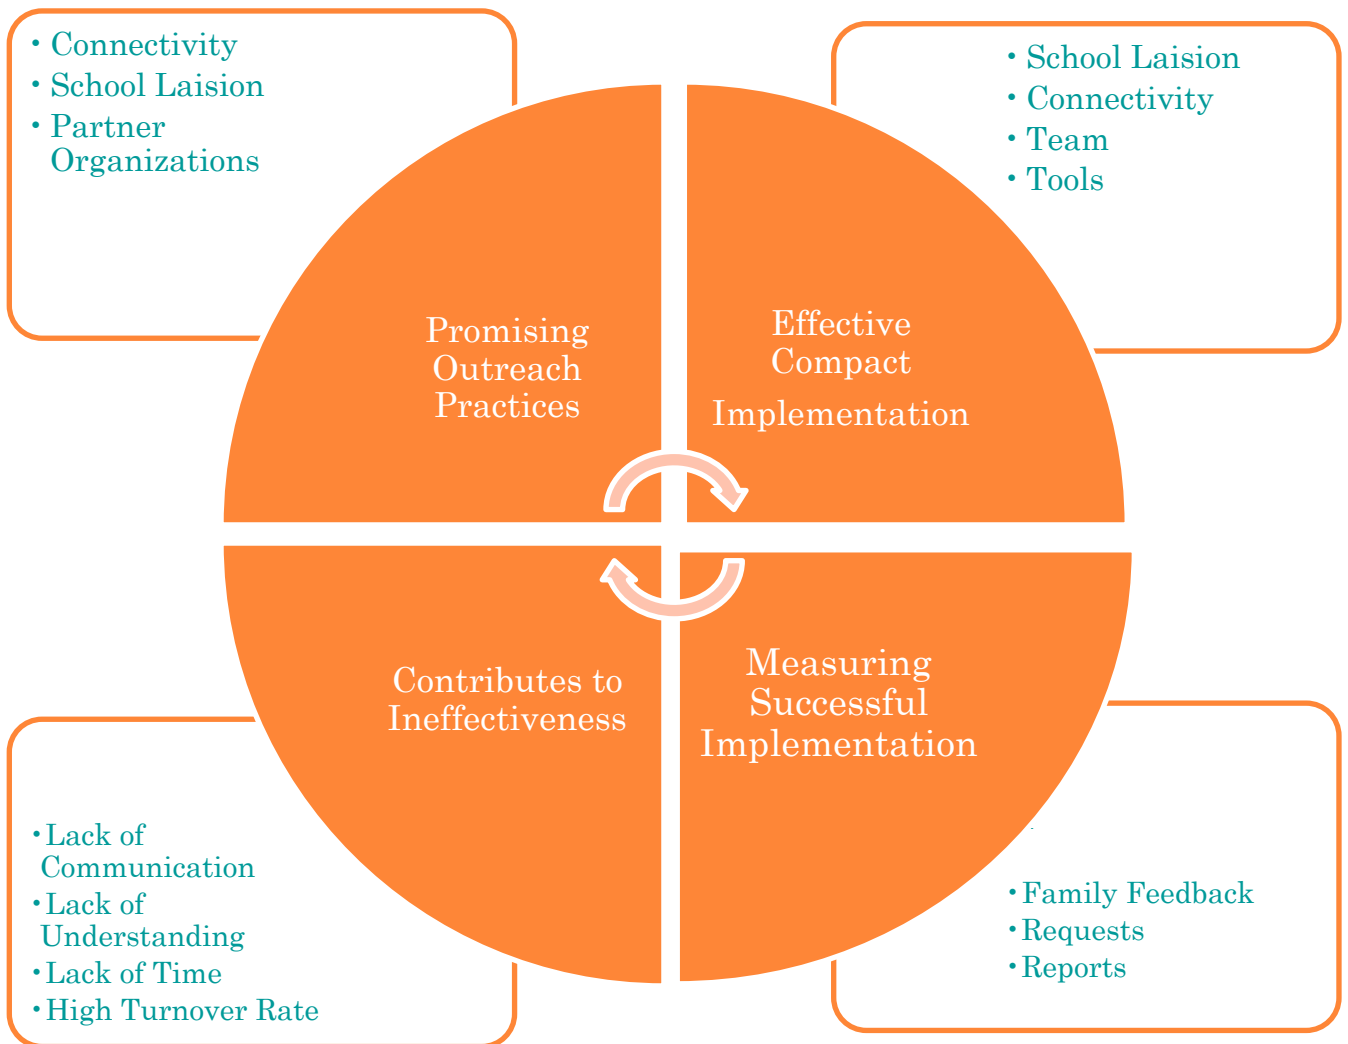 • Connectivity
• School Laision
• Partner
Organizations
• School Laision
• Connectivity
• Team
• Tools
Promising
Outreach
Practices
Effective
Compact
Implementation
Contributes to
Ineffectiveness
Measuring
Successful
Implementation
• Lack of
Communication
• Lack of
Understanding
• Lack of Time
• High Turnover Rate
• Family Feedback
• Requests
• Reports